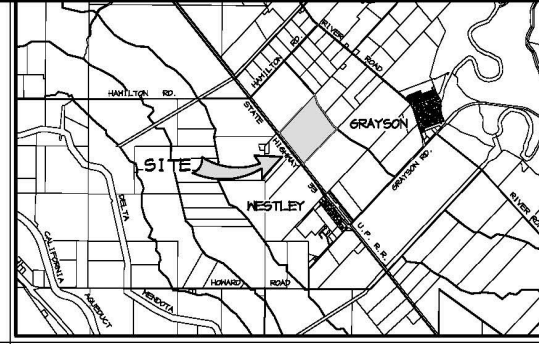 RIVER ROAD
HAMILTON RD.
HAMILTON RD.
STATE HIGHWAY 33
GRAYSON
SITE
GRAYSON RD.
WESTLEY
DELTA
RIVER RO
U.P. R.R.
CALIFORNIA
HOWARD ROAD
AQUEDUCT
MENDOTA